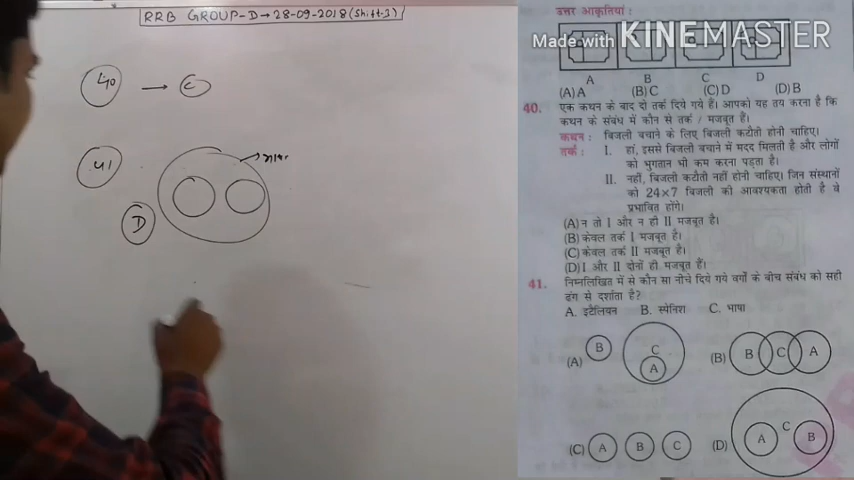 RRB GROUP-D → 28-09-2018 (Shift-3)
40 → C
41
D
उत्तर आकृतियां :
Made with KINEMASTER
A B C D
(A) A (B) C (C) D (D) B
40. एक कथन के बाद दो तर्क दिये गये हैं। आपको यह तय करना है कि
कथन के संबंध में कौन से तर्क / मजबूत हैं।
कथन : बिजली बचाने के लिए बिजली कटौती होनी चाहिए।
तर्क : I. हां, इससे बिजली बचाने में मदद मिलती है और लोगों
को भुगतान भी कम करना पड़ता है।
II. नहीं, बिजली कटौती नहीं होनी चाहिए। जिन संस्थानों
को 24×7 बिजली की आवश्यकता होती है वे
प्रभावित होंगे।
(A) न तो I और न ही II मजबूत है।
(B) केवल तर्क I मजबूत है।
(C) केवल तर्क II मजबूत है।
(D) I और II दोनों ही मजबूत हैं।
41. निम्नलिखित में से कौन सा नीचे दिये गये वर्गों के बीच संबंध को सही
ढंग से दर्शाता है?
A. इटैलियन B. स्पेनिश C. भाषा
(A) B C A (B) B C A
(C) A B C (D) A C B